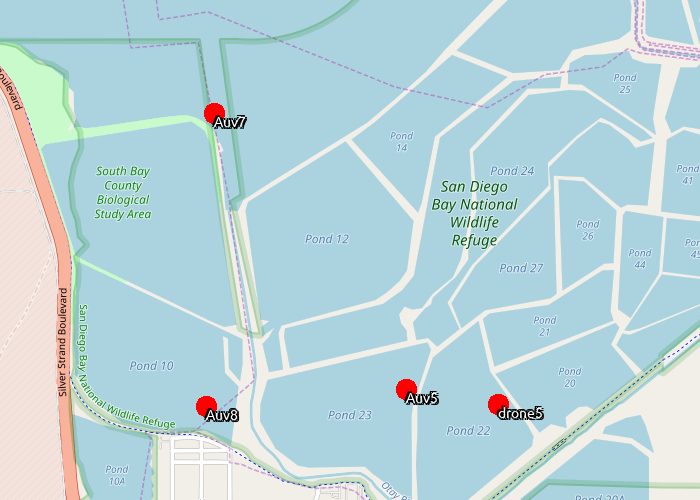 Boulevard
Pond
25
Auv7
Pond
14
Pond 24
Pond
41
South Bay
County
Biological
Study Area
San Diego
Bay National
Wildlife
Refuge
Pond
26
Pond 12
Pond
44
Pond
Pond 27
Silver Strand Boulevard
San Diego Bay National Wildlife Refuge
Pond
21
Pond 10
Pond
20
Auv5
Auv8
Pond 23
drone5
Pond 22
Pond
10A
Otay
Pond 20A